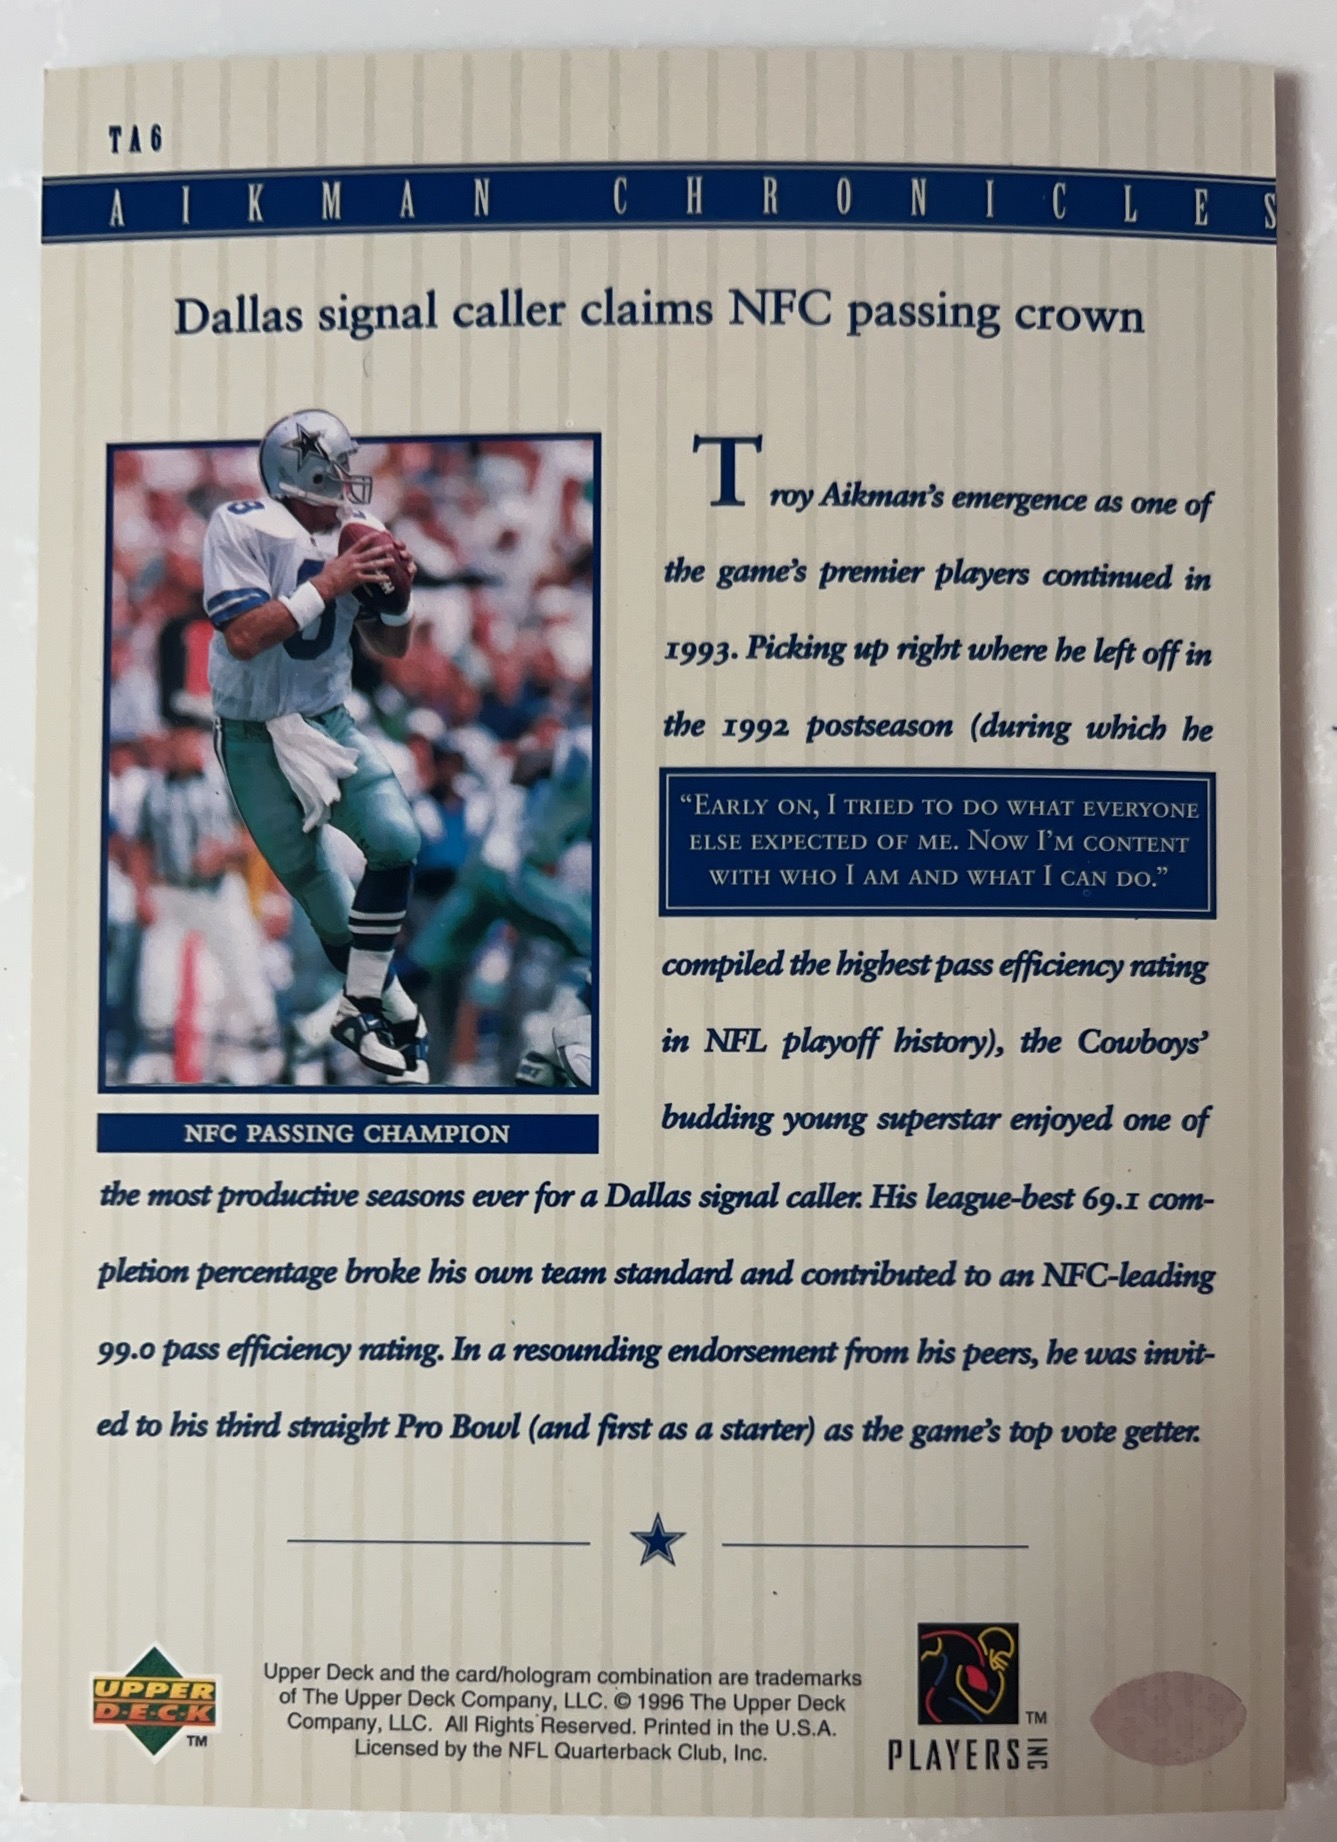 TA6
AIKMAN CHRONICLES
Dallas signal caller claims NFC passing crown
Troy Aikman's emergence as one of
the game's premier players continued in
1993. Picking up right where he left off in
the 1992 postseason (during which he
"EARLY ON, I TRIED TO DO WHAT EVERYONE
ELSE EXPECTED OF ME. NOW I'M CONTENT
WITH WHO I AM AND WHAT I CAN DO."
compiled the highest pass efficiency rating
in NFL playoff history), the Cowboys'
budding young superstar enjoyed one of
NFC PASSING CHAMPION
the most productive seasons ever for a Dallas signal caller. His league-best 69.1 com-
pletion percentage broke his own team standard and contributed to an NFC-leading
99.0 pass efficiency rating. In a resounding endorsement from his peers, he was invit-
ed to his third straight Pro Bowl (and first as a starter) as the game's top vote getter.
UPPER
D·E·C·K
TM
Upper Deck and the card/hologram combination are trademarks
of The Upper Deck Company, LLC. © 1996 The Upper Deck
Company, LLC. All Rights Reserved. Printed in the U.S.A.
Licensed by the NFL Quarterback Club, Inc.
TM
PLAYERS INC